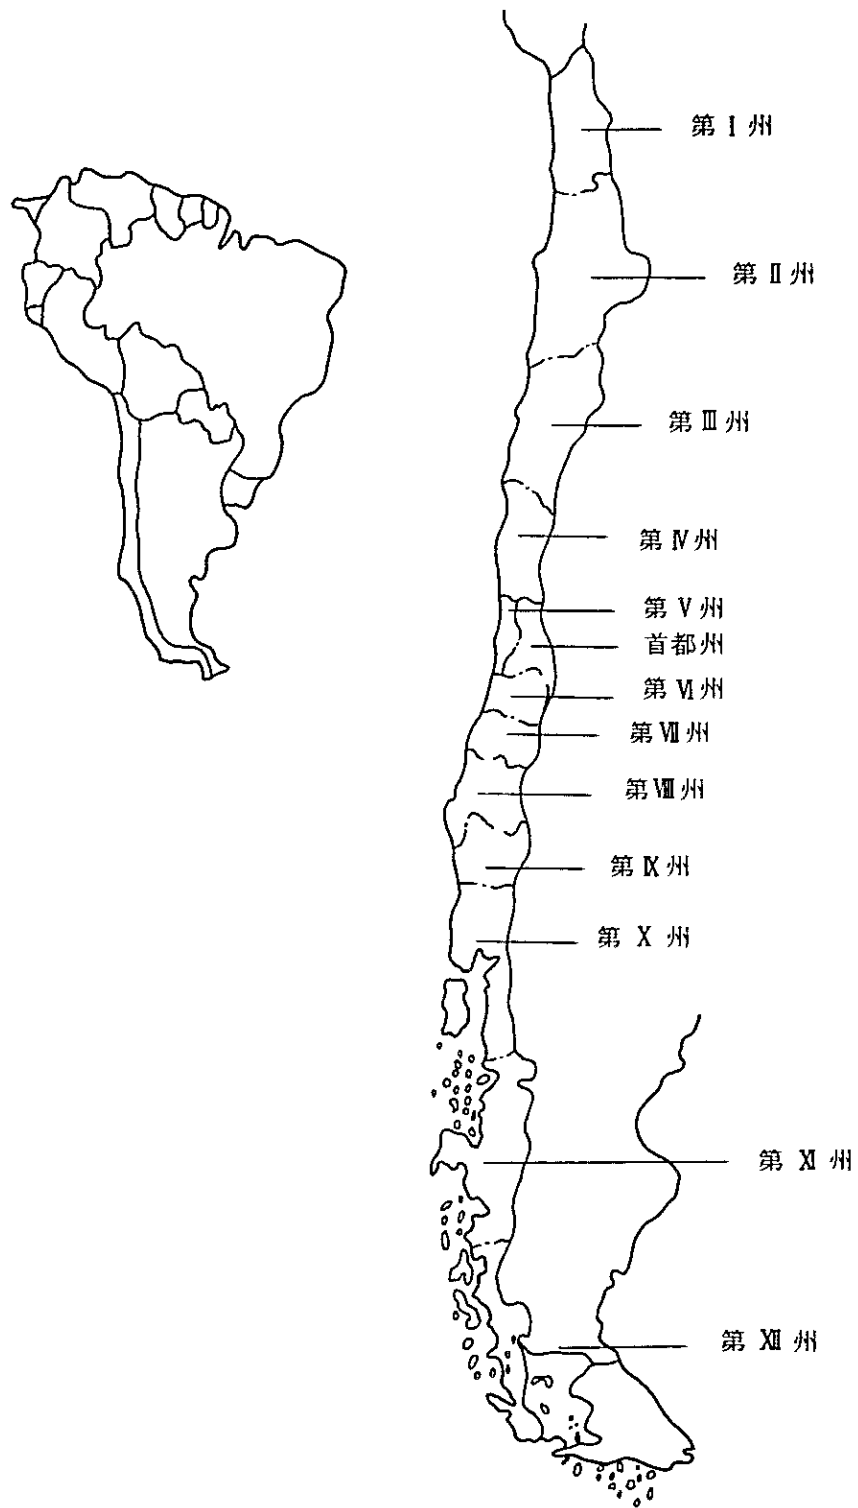 第 Ⅰ 州
第 Ⅱ 州
第 Ⅲ 州
第 Ⅳ 州
第 Ⅴ 州
首都州
第 Ⅵ 州
第 Ⅶ 州
第 Ⅷ 州
第 Ⅸ 州
第 Ⅹ 州
第 Ⅺ 州
第 Ⅻ 州